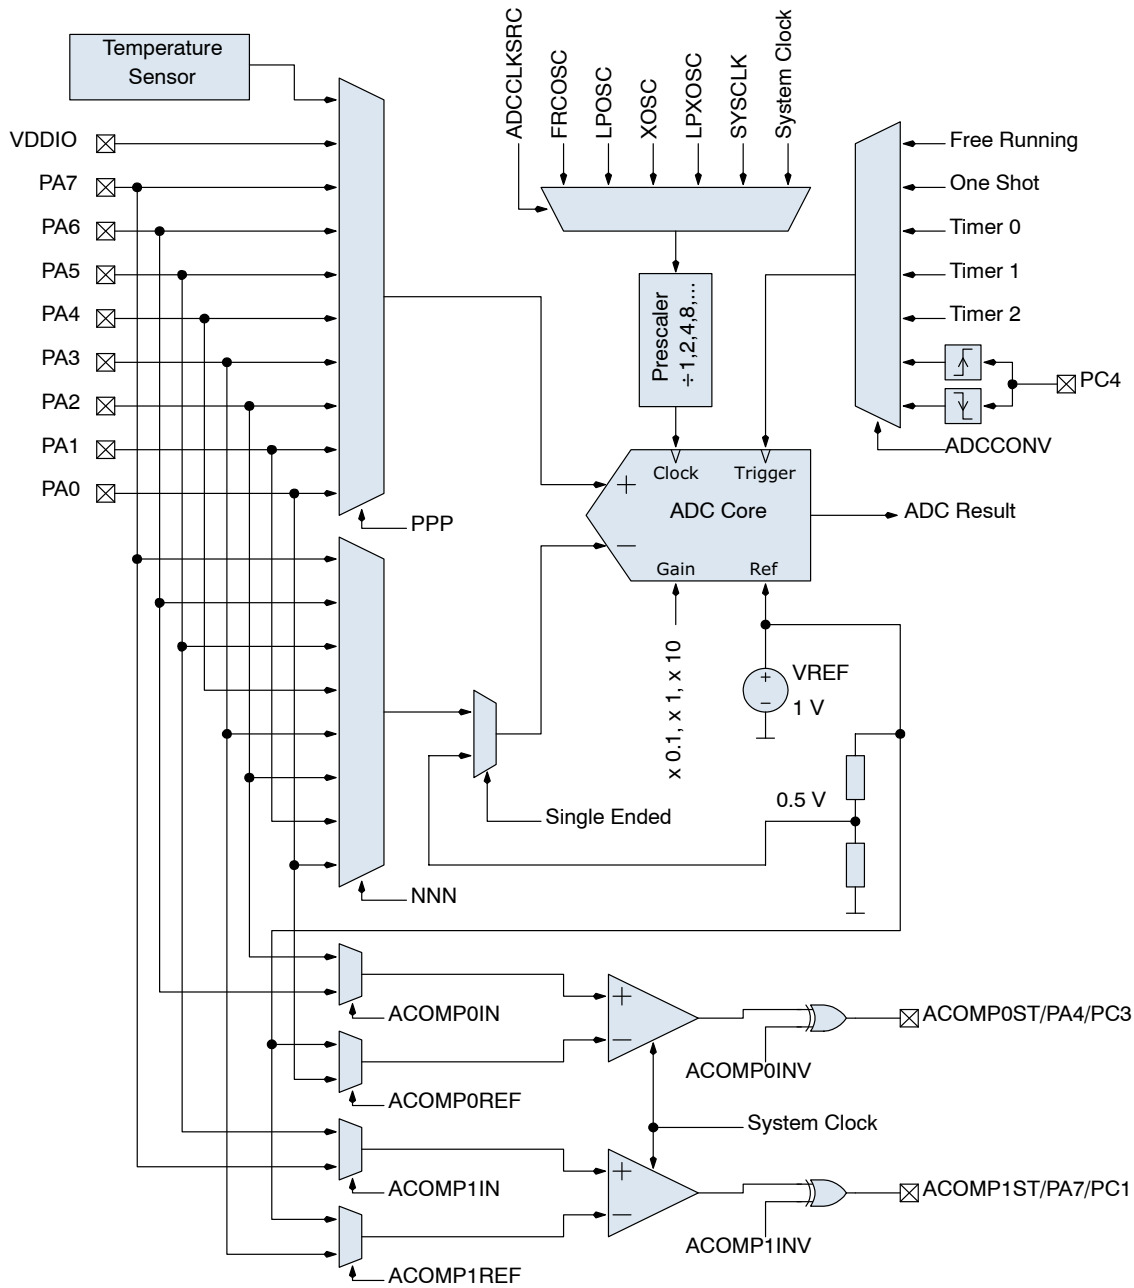 Temperature
Sensor
VDDIO
PA7
PA6
PA5
PA4
PA3
PA2
PA1
PA0
PPP
NNN
ADCCLKSRC
FRCOSC
LPOSC
XOSC
LPXOSC
SYSCLK
System Clock
Prescaler
÷1,2,4,8,...
Free Running
One Shot
Timer 0
Timer 1
Timer 2
PC4
ADCCONV
Clock
Trigger
+
ADC Core
−
Gain
Ref
ADC Result
x 0.1, x 1, x 10
+
−
VREF
1 V
0.5 V
Single Ended
ACOMP0IN
ACOMP0REF
+
−
ACOMP0INV
ACOMP0ST/PA4/PC3
System Clock
ACOMP1IN
ACOMP1REF
+
−
ACOMP1INV
ACOMP1ST/PA7/PC1